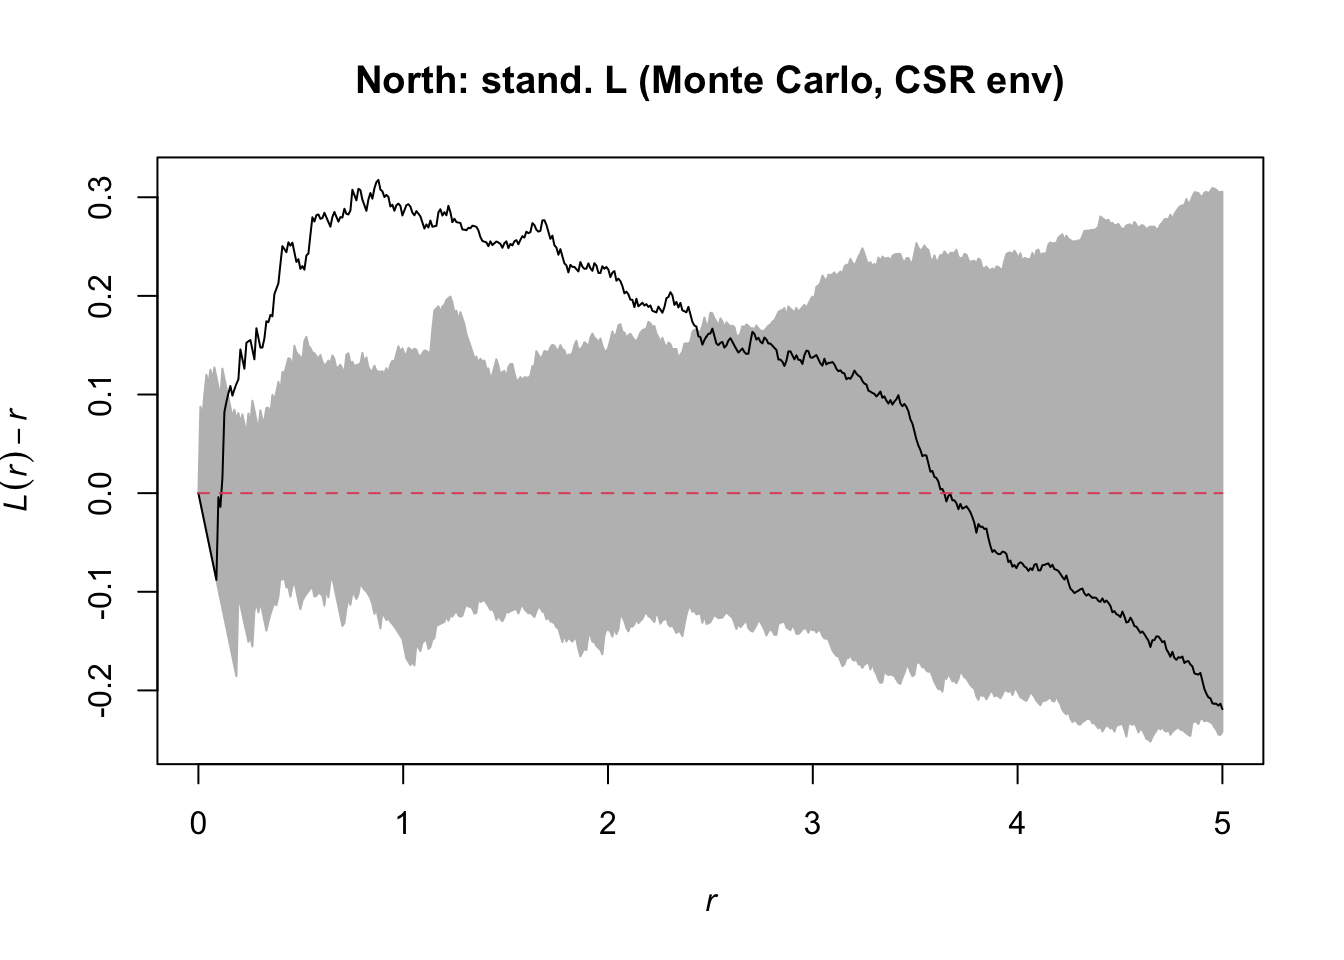 North: stand. L (Monte Carlo, CSR env)
L(r) – r
0.3
0.2
0.1
0.0
-0.1
-0.2
0 1 2 3 4 5
r